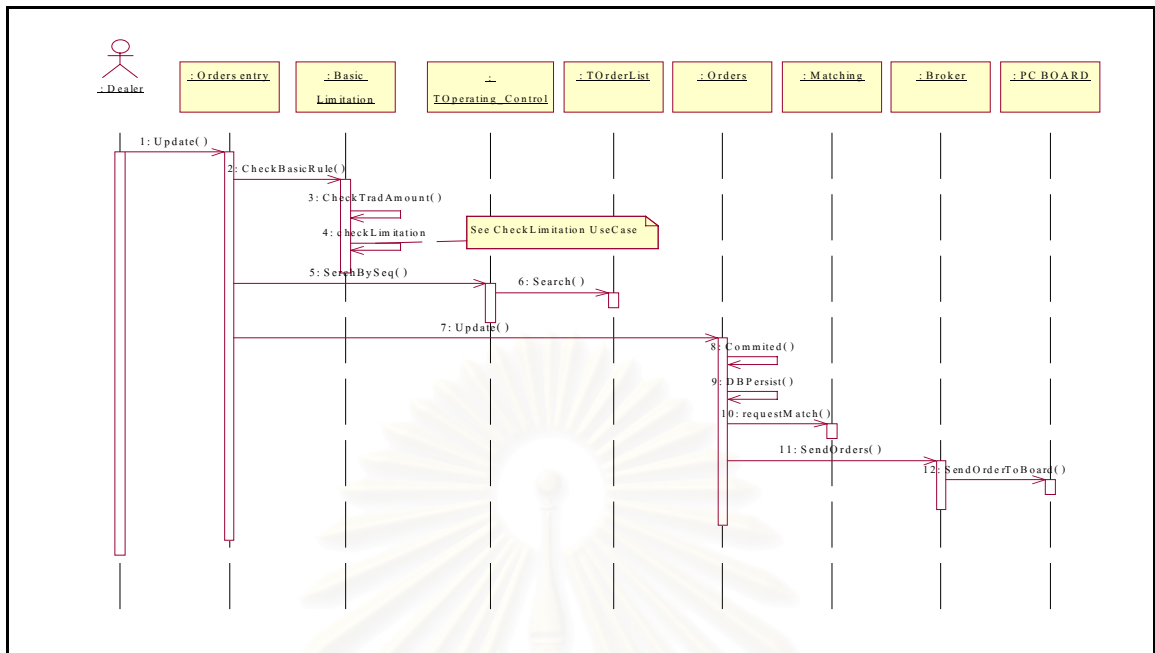 : Dealer
: Orders entry
: Basic
Limitation
:
TOperating_Control
: TOrderList
: Orders
: Matching
: Broker
: PC BOARD
1: Update( )
2: CheckBasicRule( )
3: CheckTradAmount( )
4: checkLimitation
See CheckLimitation UseCase
5: SerchBySeq( )
6: Search( )
7: Update( )
8: Commited( )
9: DBPersist( )
10: requestMatch( )
11: SendOrders( )
12: SendOrderToBoard( )